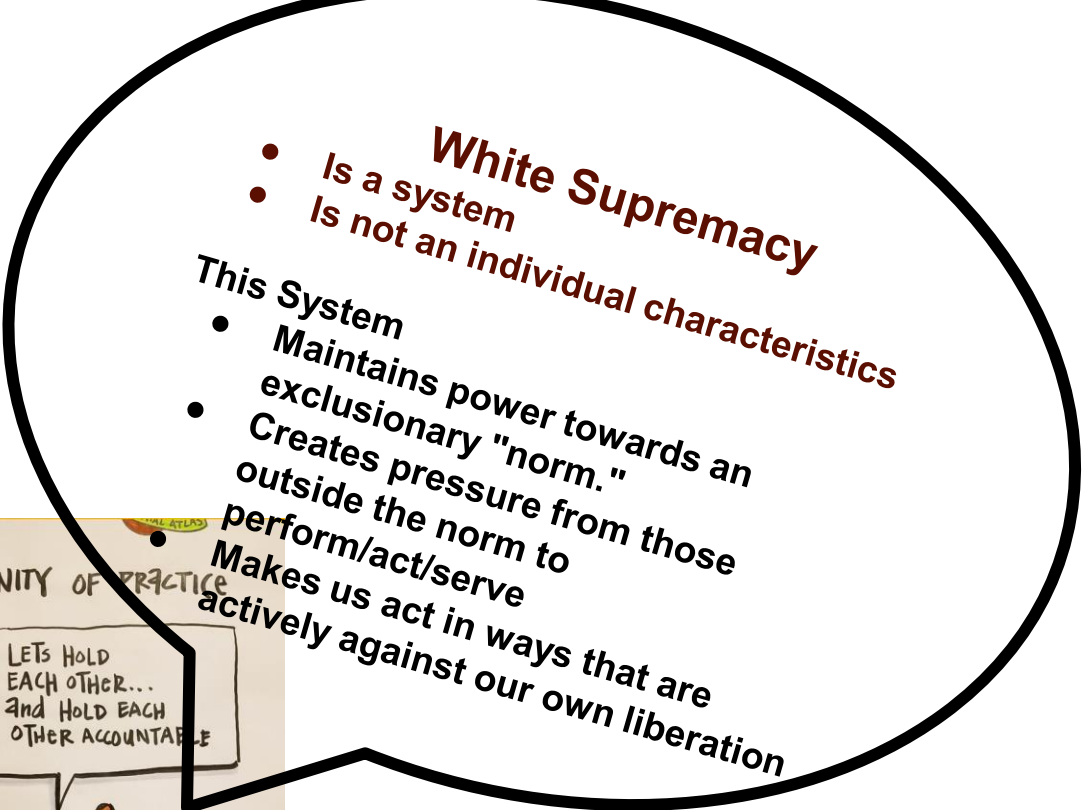 White Supremacy
• Is a system
• Is not an individual characteristics
This System
• Maintains power towards an
exclusionary "norm."
• Creates pressure from those
outside the norm to
perform/act/serve
• Makes us act in ways that are
actively against our own liberation
AL ATLAS
NITY OF PRACTICE
LETS HOLD
EACH OTHER...
and HOLD EACH
OTHER ACCOUNTABLE